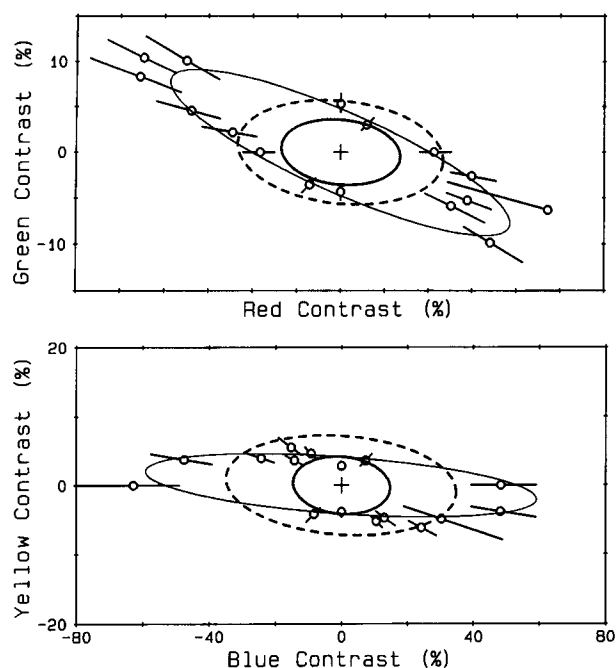 10
0
-10
Green Contrast (%)
Red Contrast (%)
20
0
-20
Yellow Contrast (%)
-80 -40 0 40 80
Blue Contrast (%)